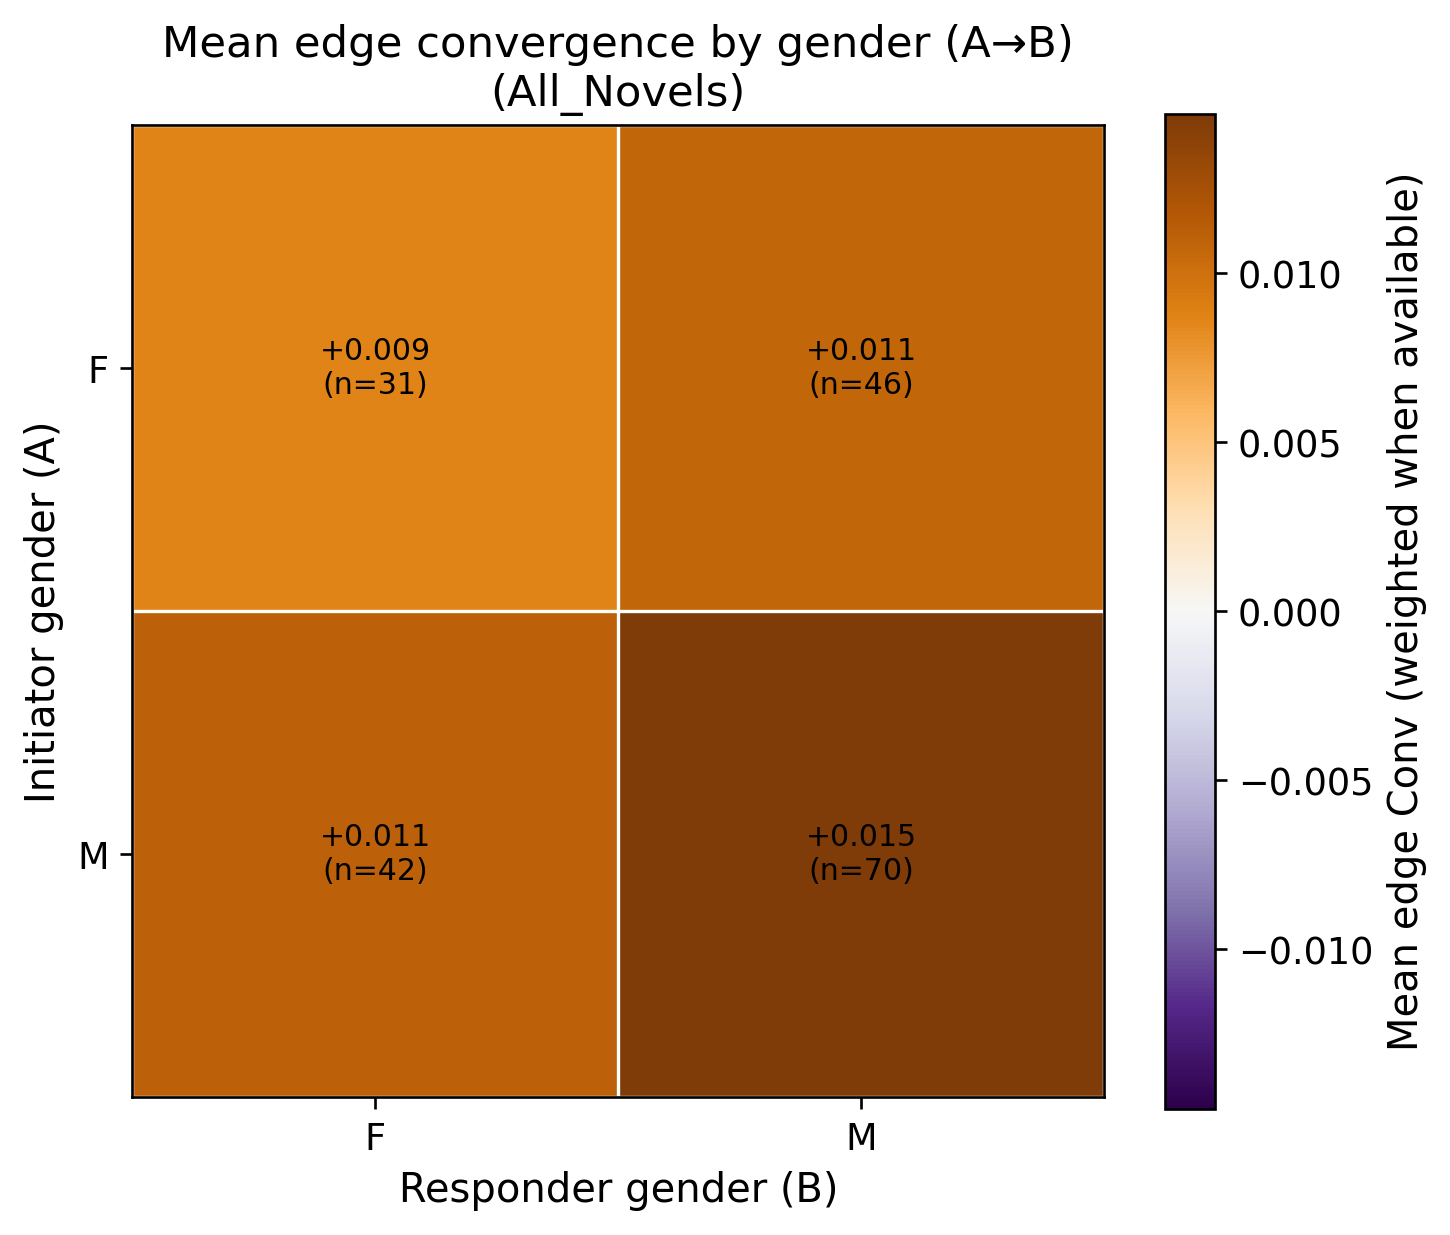 Mean edge convergence by gender (A→B)
(All_Novels)
Initiator gender (A)
F
M
+0.009
(n=31)
+0.011
(n=46)
+0.011
(n=42)
+0.015
(n=70)
F
M
Responder gender (B)
0.010
0.005
0.000
−0.005
−0.010
Mean edge Conv (weighted when available)